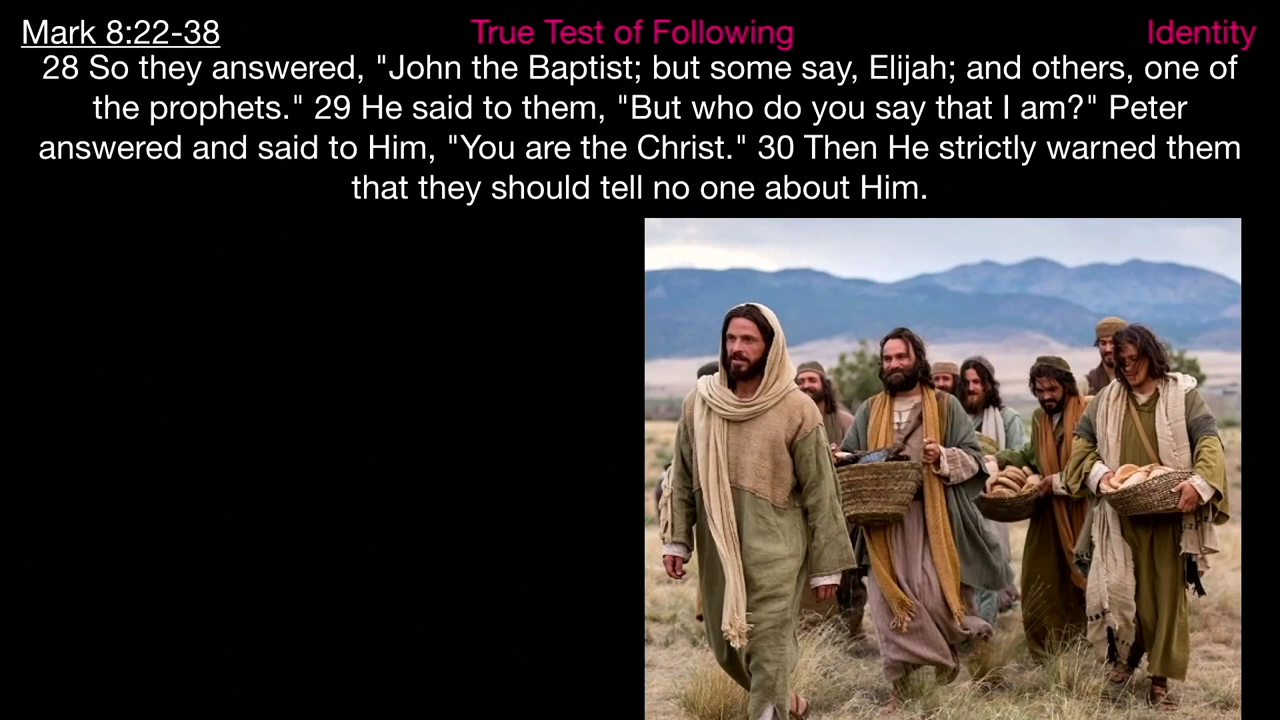 Mark 8:22-38 True Test of Following Identity
28 So they answered, "John the Baptist; but some say, Elijah; and others, one of
the prophets." 29 He said to them, "But who do you say that I am?" Peter
answered and said to Him, "You are the Christ." 30 Then He strictly warned them
that they should tell no one about Him.